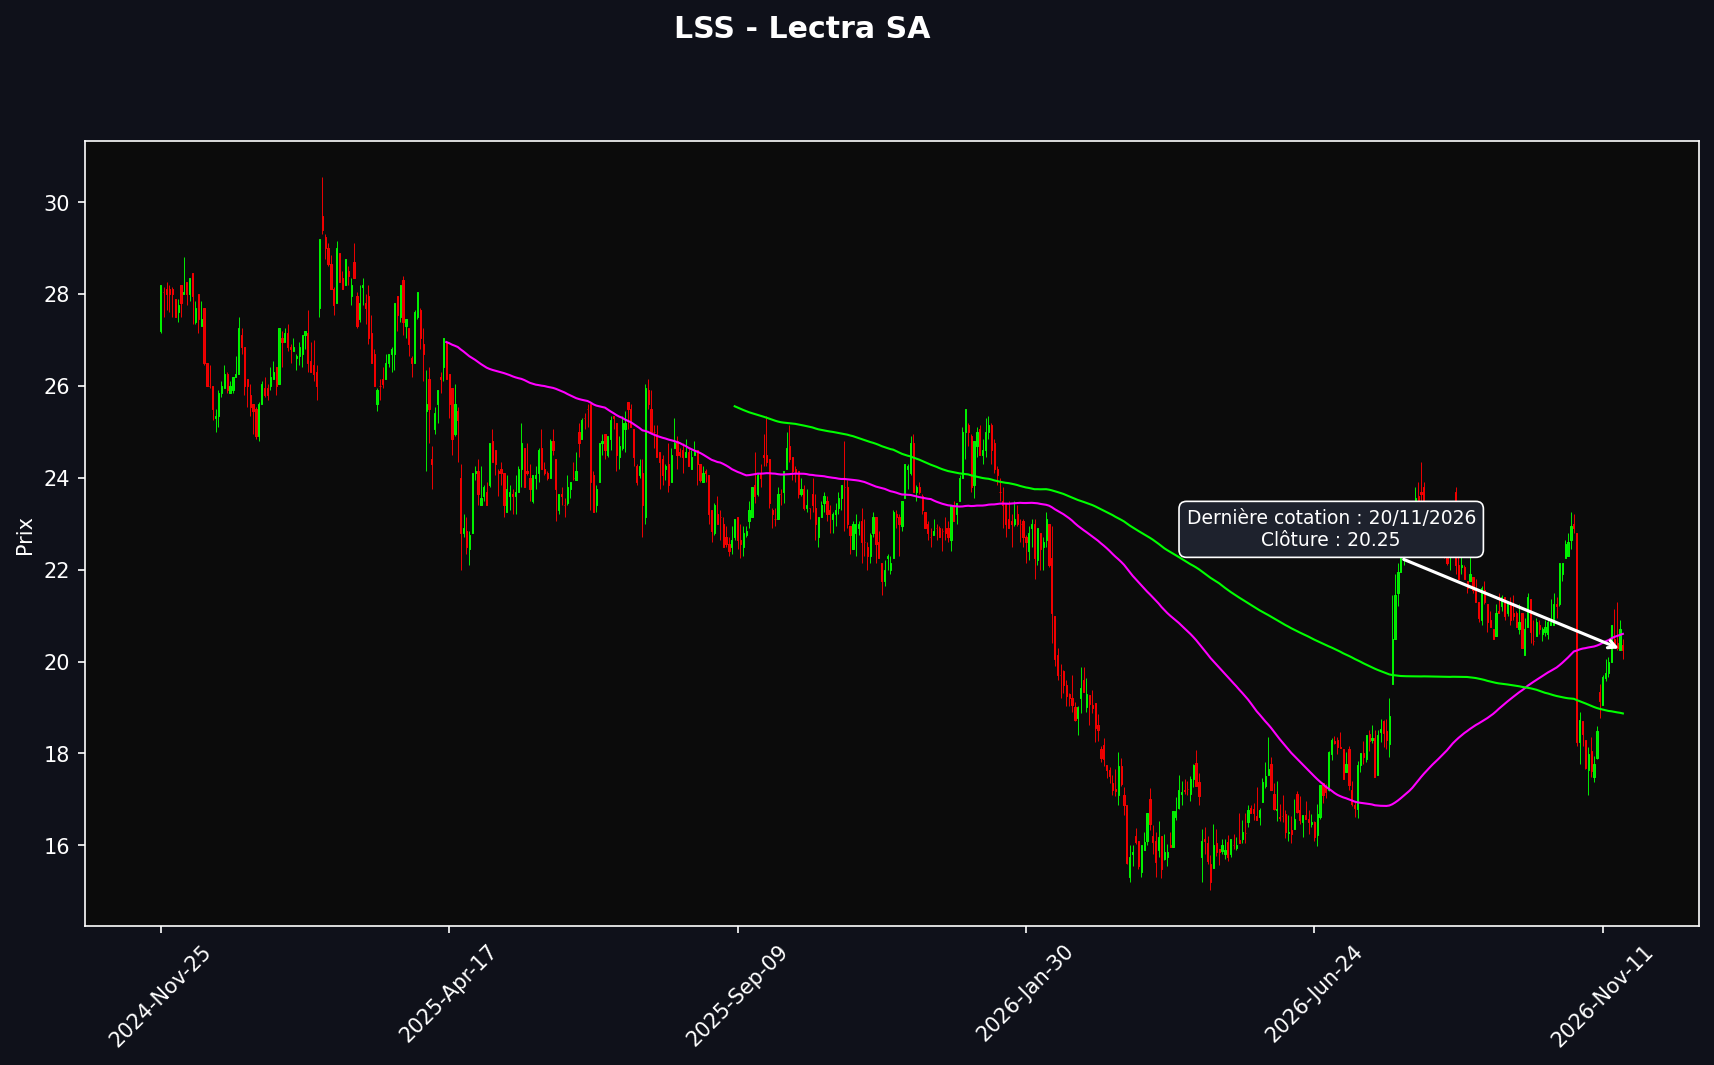 LSS - Lectra SA
30
28
26
24
22
20
18
16
Prix
Dernière cotation : 20/11/2026
Clôture : 20.25
2024-Nov-25
2025-Apr-17
2025-Sep-09
2026-Jan-30
2026-Jun-24
2026-Nov-11